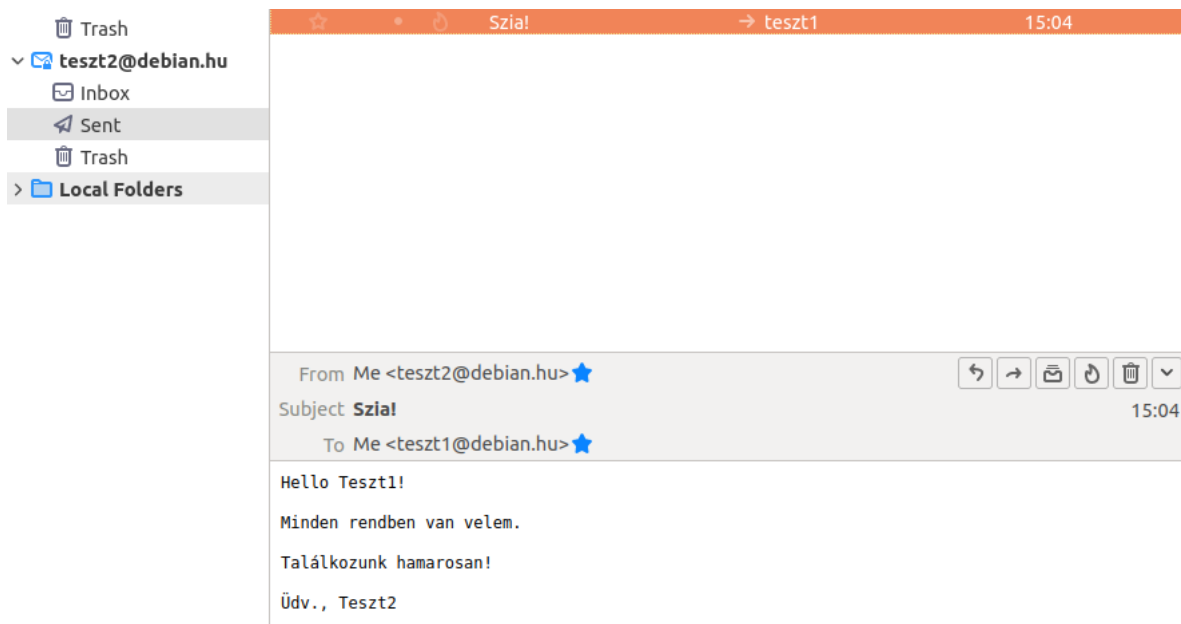 Trash
teszt2@debian.hu
Inbox
Sent
Trash
Local Folders
Szia! → teszt1 15:04
From Me <teszt2@debian.hu>
Subject Szia! 15:04
To Me <teszt1@debian.hu>
Hello Teszt1!
Minden rendben van velem.
Találkozunk hamarosan!
Üdv., Teszt2